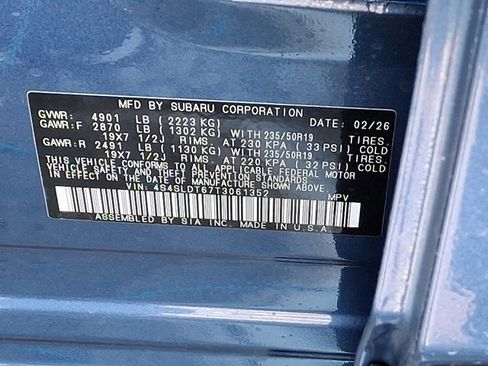 MFD BY SUBARU CORPORATION
GVWR: 4901 LB (2223 KG) DATE: 02/26
GAWR:F 2870 LB (1302 KG) WITH 235/50R19 TIRES
19X7 1/2J RIMS, AT 230 KPA (33 PSI) COLD
GAWR:R 2491 LB (1130 KG) WITH 235/50R19 TIRES
19X7 1/2J RIMS, AT 220 KPA (32 PSI) COLD
THIS VEHICLE CONFORMS TO ALL APPLICABLE FEDERAL MOTOR
VEHICLE SAFETY AND THEFT PREVENTION STANDARDS IN EFFECT
ON THE DATE OF MANUFACTURE SHOWN ABOVE.
VIN: 4S4SLDT67T3061352 MPV
ASSEMBLED BY SIA INC. MADE IN U.S.A.